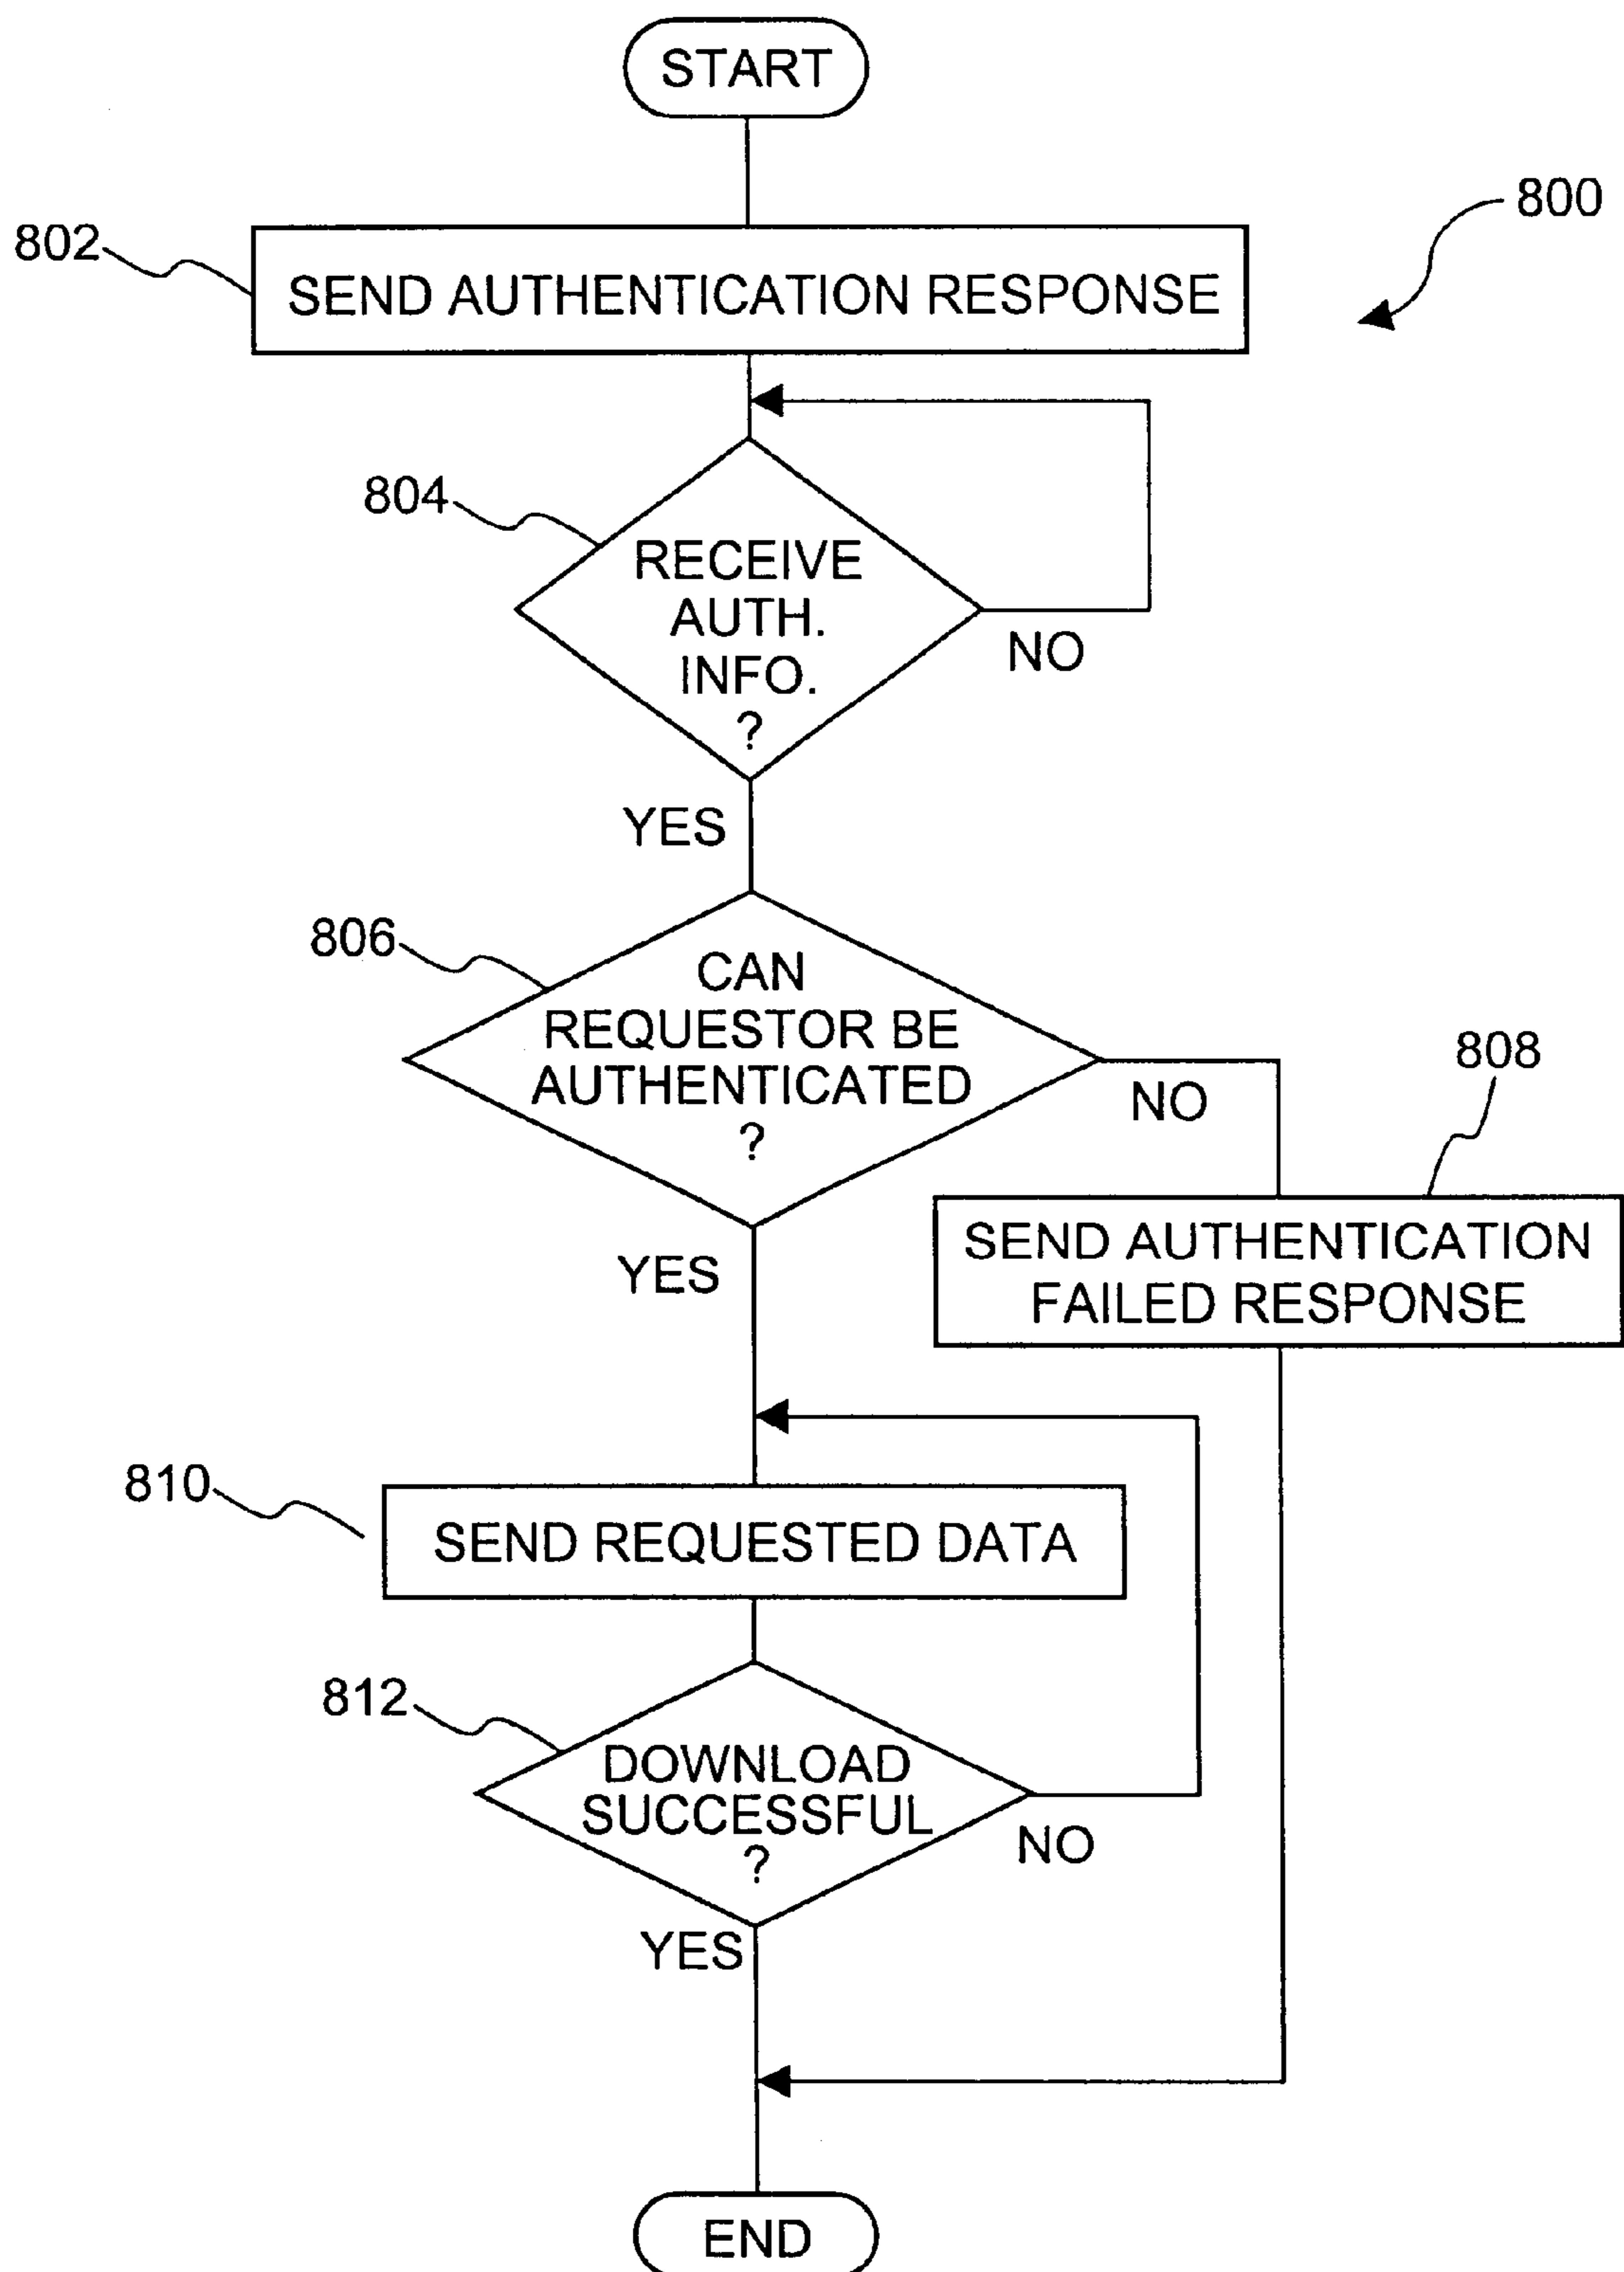 START
800
802
SEND AUTHENTICATION RESPONSE
804
RECEIVE
AUTH.
INFO.
?
NO
YES
806
CAN
REQUESTOR BE
AUTHENTICATED
?
NO
808
SEND AUTHENTICATION
FAILED RESPONSE
YES
810
SEND REQUESTED DATA
812
DOWNLOAD
SUCCESSFUL
?
NO
YES
END